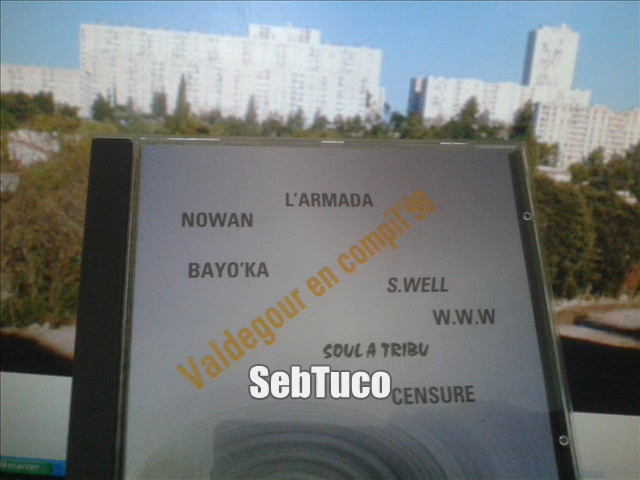 L'ARMADA
NOWAN
Valdegour en compil'98
BAYO'KA
S.WELL
W.W.W
SOUL A TRIBU
SebTuco
CENSURE